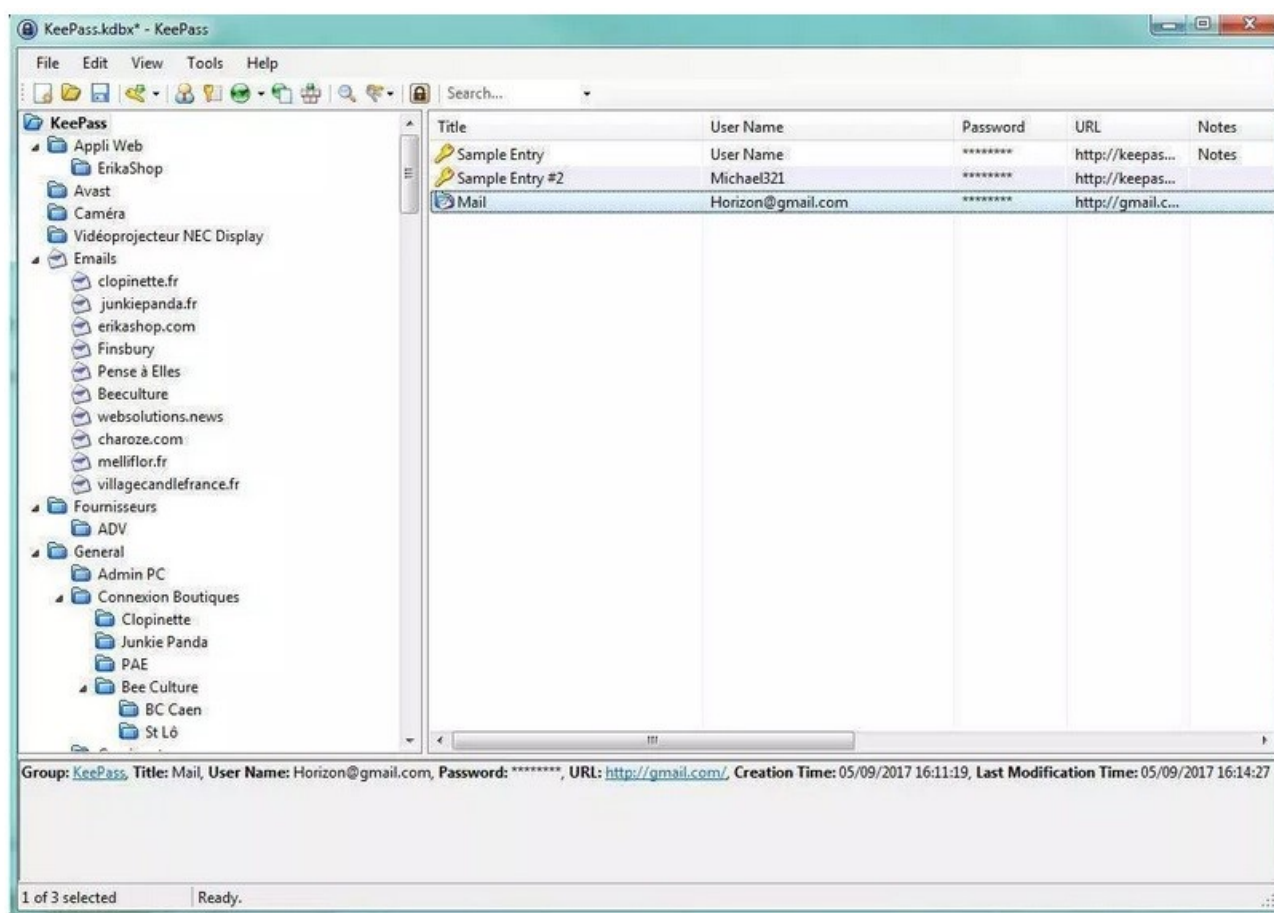 KeePass.kdbx* - KeePass
File Edit View Tools Help
Search...
KeePass
Appli Web
ErikaShop
Avast
Caméra
Vidéoprojecteur NEC Display
Emails
clopinette.fr
junkiepanda.fr
erikashop.com
Finsbury
Pense à Elles
Beeculture
websolutions.news
charoze.com
melliflor.fr
villagecandlefrance.fr
Fournisseurs
ADV
General
Admin PC
Connexion Boutiques
Clopinette
Junkie Panda
PAE
Bee Culture
BC Caen
St Lô
Title User Name Password URL Notes
Sample Entry User Name ******** http://keepas... Notes
Sample Entry #2 Michael321 ******** http://keepas...
Mail Horizon@gmail.com ******** http://gmail.c...
Group: KeePass, Title: Mail, User Name: Horizon@gmail.com, Password: ********, URL: http://gmail.com/, Creation Time: 05/09/2017 16:11:19, Last Modification Time: 05/09/2017 16:14:27
1 of 3 selected Ready.